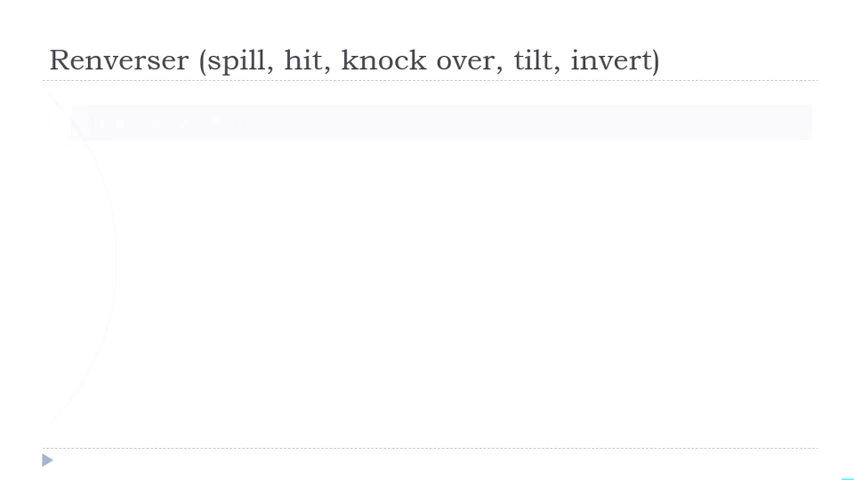 Renverser (spill, hit, knock over, tilt, invert)